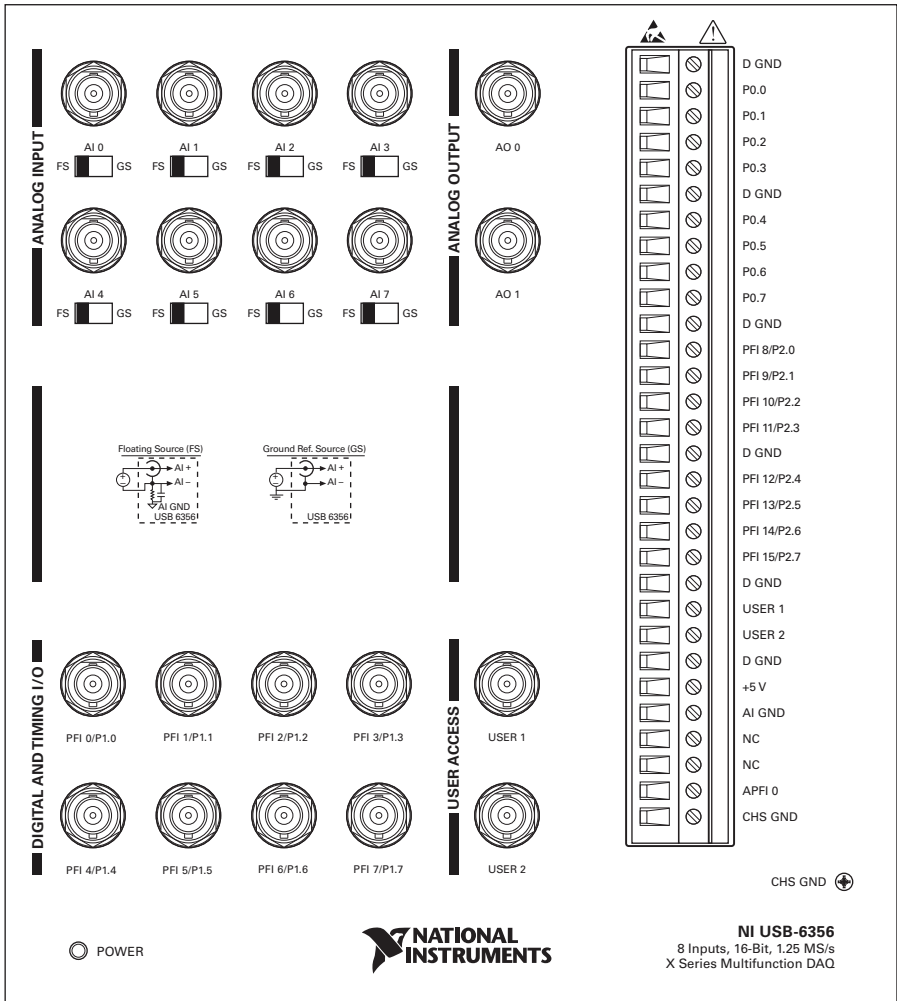 ANALOG INPUT
AI 0 AI 1 AI 2 AI 3
FS GS FS GS FS GS FS GS
AI 4 AI 5 AI 6 AI 7
FS GS FS GS FS GS FS GS
ANALOG OUTPUT
AO 0
AO 1
Floating Source (FS)
AI +
AI –
AI GND
USB 6356
Ground Ref. Source (GS)
AI +
AI –
USB 6356
DIGITAL AND TIMING I/O
PFI 0/P1.0 PFI 1/P1.1 PFI 2/P1.2 PFI 3/P1.3
PFI 4/P1.4 PFI 5/P1.5 PFI 6/P1.6 PFI 7/P1.7
USER ACCESS
USER 1
USER 2
D GND
P0.0
P0.1
P0.2
P0.3
D GND
P0.4
P0.5
P0.6
P0.7
D GND
PFI 8/P2.0
PFI 9/P2.1
PFI 10/P2.2
PFI 11/P2.3
D GND
PFI 12/P2.4
PFI 13/P2.5
PFI 14/P2.6
PFI 15/P2.7
D GND
USER 1
USER 2
D GND
+5 V
AI GND
NC
NC
APFI 0
CHS GND
CHS GND
POWER
NATIONAL
INSTRUMENTS
NI USB-6356
8 Inputs, 16-Bit, 1.25 MS/s
X Series Multifunction DAQ